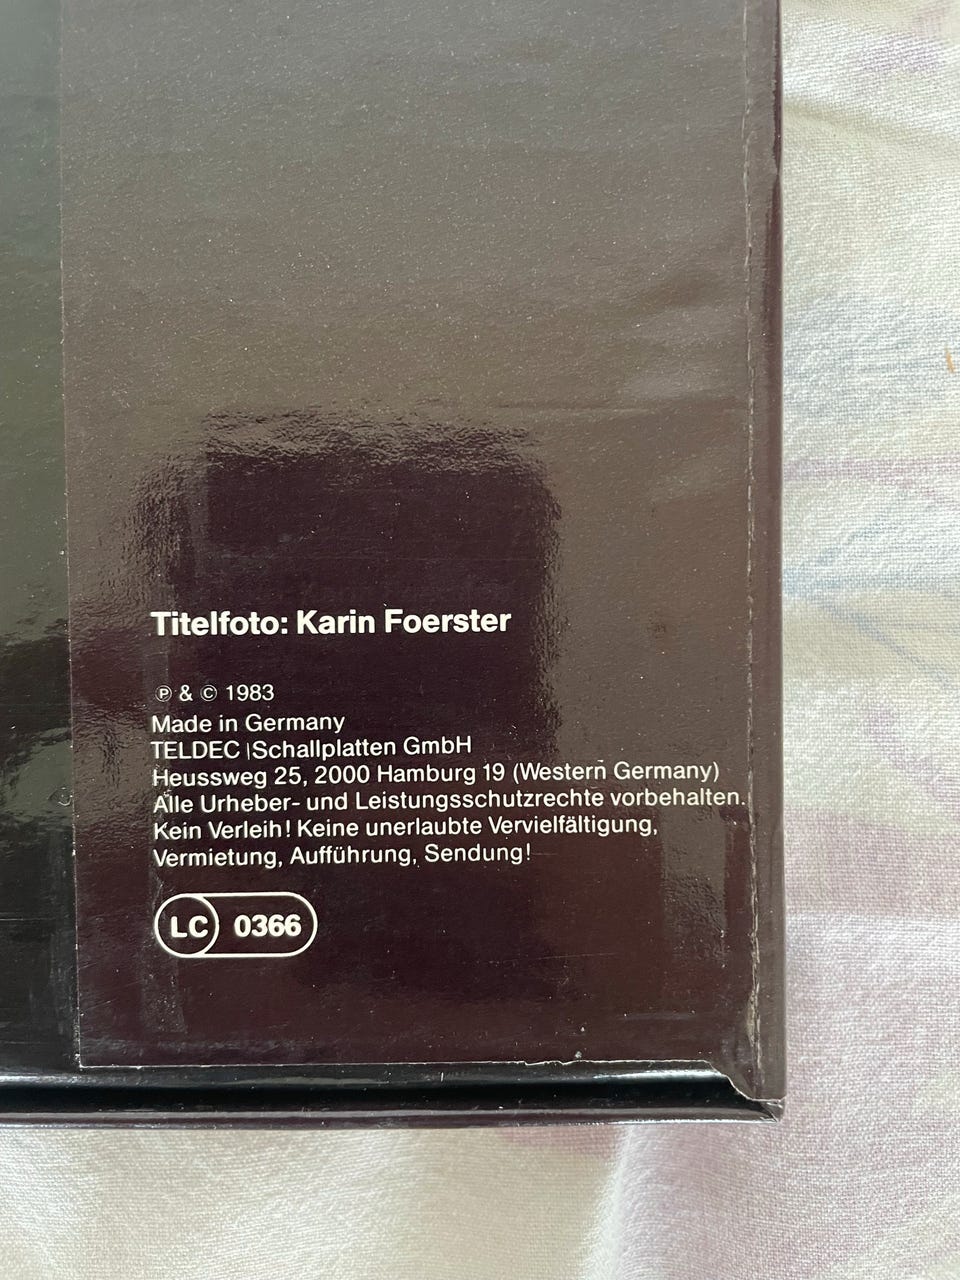 Titelfoto: Karin Foerster
℗ & © 1983
Made in Germany
TELDEC |Schallplatten GmbH
Heussweg 25, 2000 Hamburg 19 (Western Germany)
Alle Urheber- und Leistungsschutzrechte vorbehalten.
Kein Verleih! Keine unerlaubte Vervielfältigung,
Vermietung, Aufführung, Sendung!
LC 0366